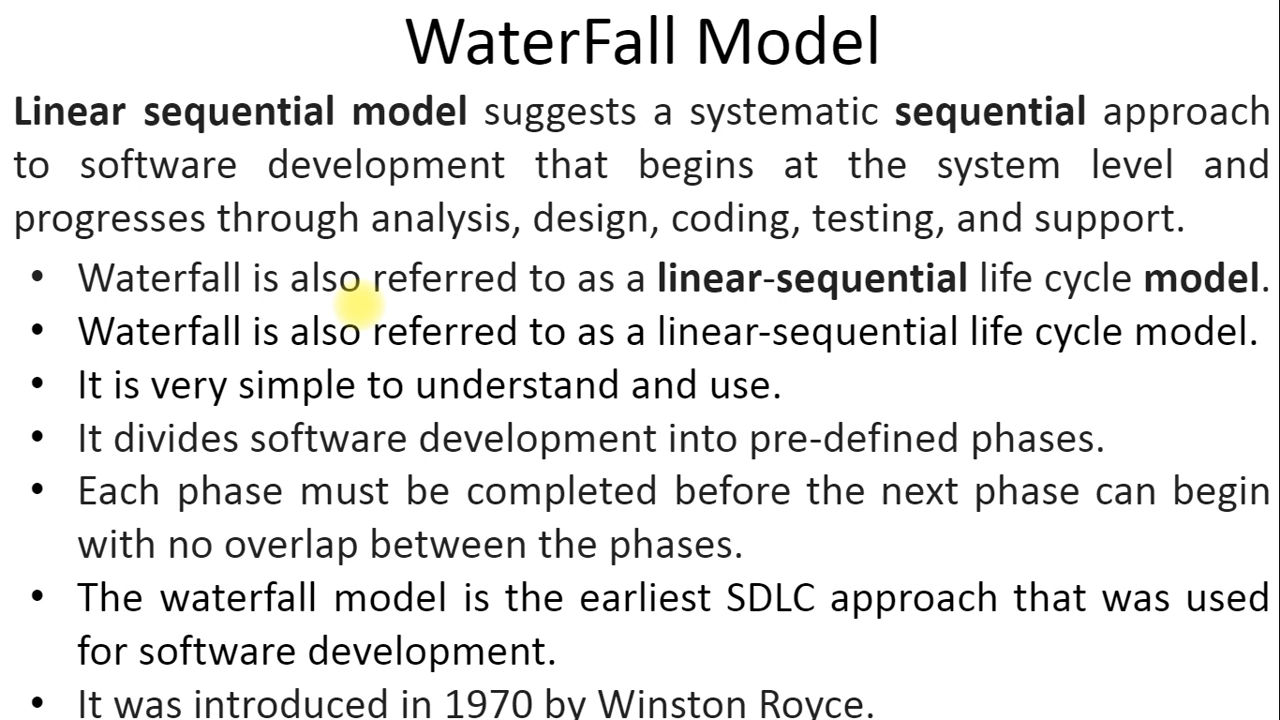 WaterFall Model
Linear sequential model suggests a systematic sequential approach
to software development that begins at the system level and
progresses through analysis, design, coding, testing, and support.
• Waterfall is also referred to as a linear-sequential life cycle model.
• Waterfall is also referred to as a linear-sequential life cycle model.
• It is very simple to understand and use.
• It divides software development into pre-defined phases.
• Each phase must be completed before the next phase can begin
with no overlap between the phases.
• The waterfall model is the earliest SDLC approach that was used
for software development.
• It was introduced in 1970 by Winston Royce.